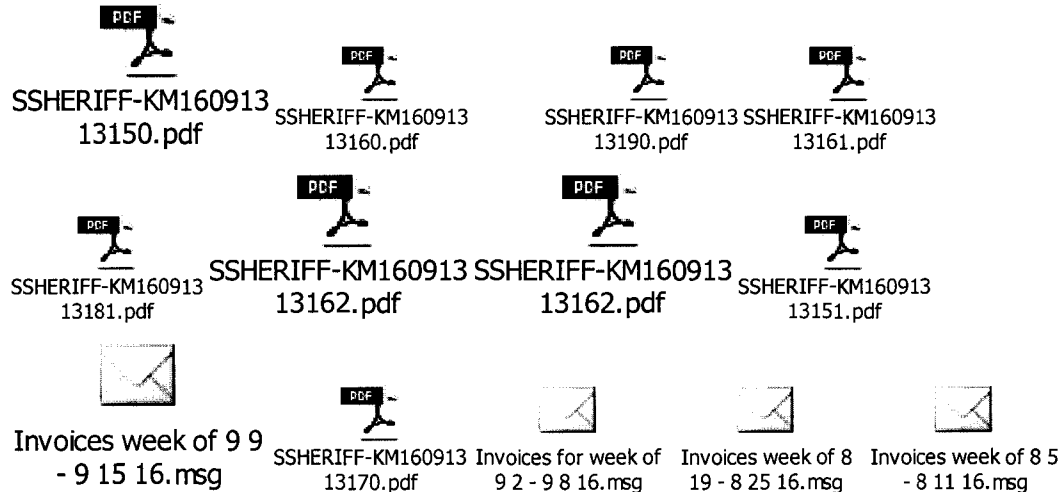 PDF
SSHERIFF-KM160913
13150.pdf
PDF
SSHERIFF-KM160913
13160.pdf
PDF
SSHERIFF-KM160913
13190.pdf
PDF
SSHERIFF-KM160913
13161.pdf
PDF
SSHERIFF-KM160913
13181.pdf
PDF
SSHERIFF-KM160913
13162.pdf
PDF
SSHERIFF-KM160913
13162.pdf
PDF
SSHERIFF-KM160913
13151.pdf
Invoices week of 9 9
- 9 15 16.msg
PDF
SSHERIFF-KM160913
13170.pdf
Invoices for week of
9 2 - 9 8 16.msg
Invoices week of 8
19 - 8 25 16.msg
Invoices week of 8 5
- 8 11 16.msg